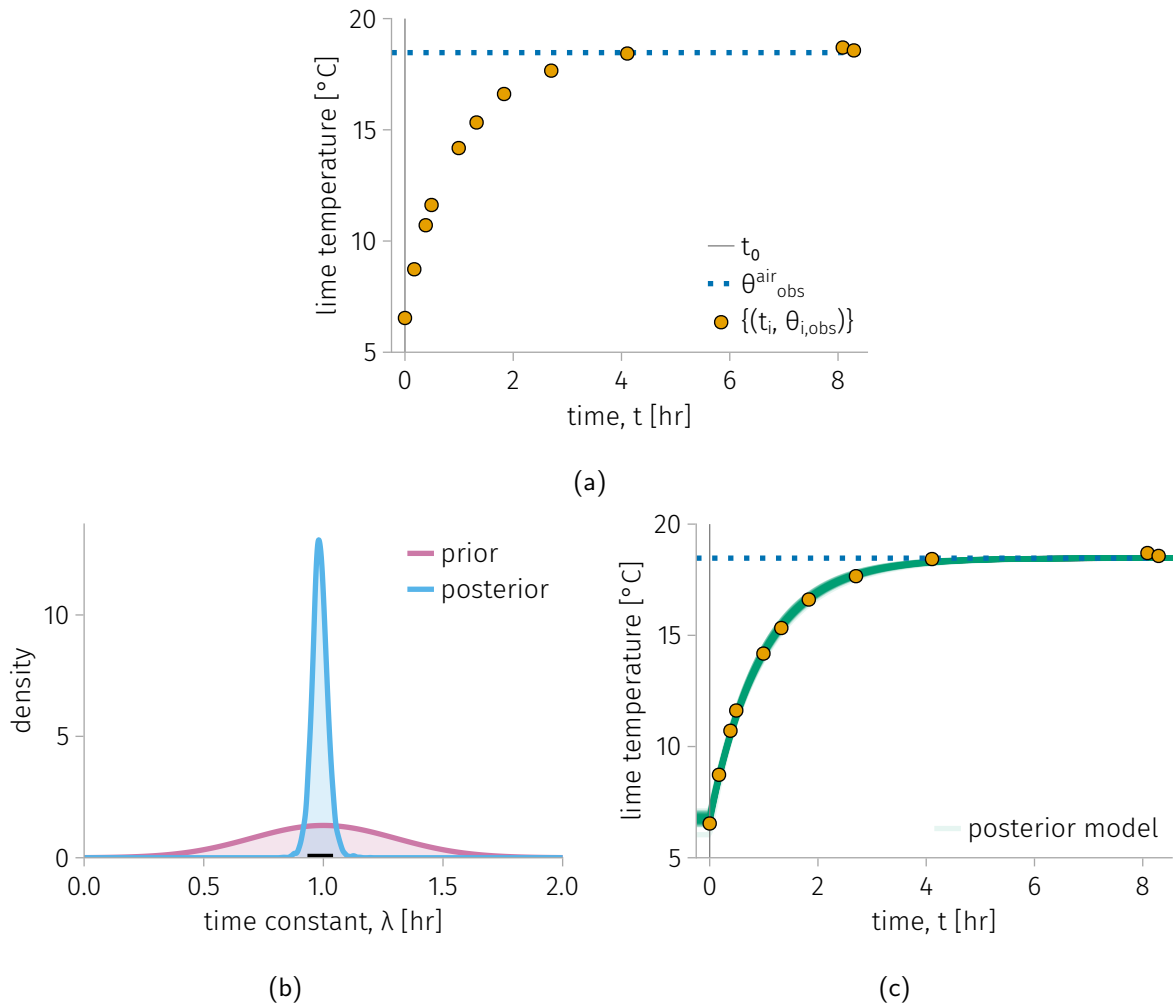 20
15
10
5
lime temperature [°C]
0 2 4 6 8
time, t [hr]
t₀
θᵃⁱʳobs
{(tᵢ, θi,obs)}
(a)
10
5
0
density
0.0 0.5 1.0 1.5 2.0
time constant, λ [hr]
prior
posterior
(b)
20
15
10
5
lime temperature [°C]
0 2 4 6 8
time, t [hr]
posterior model
(c)